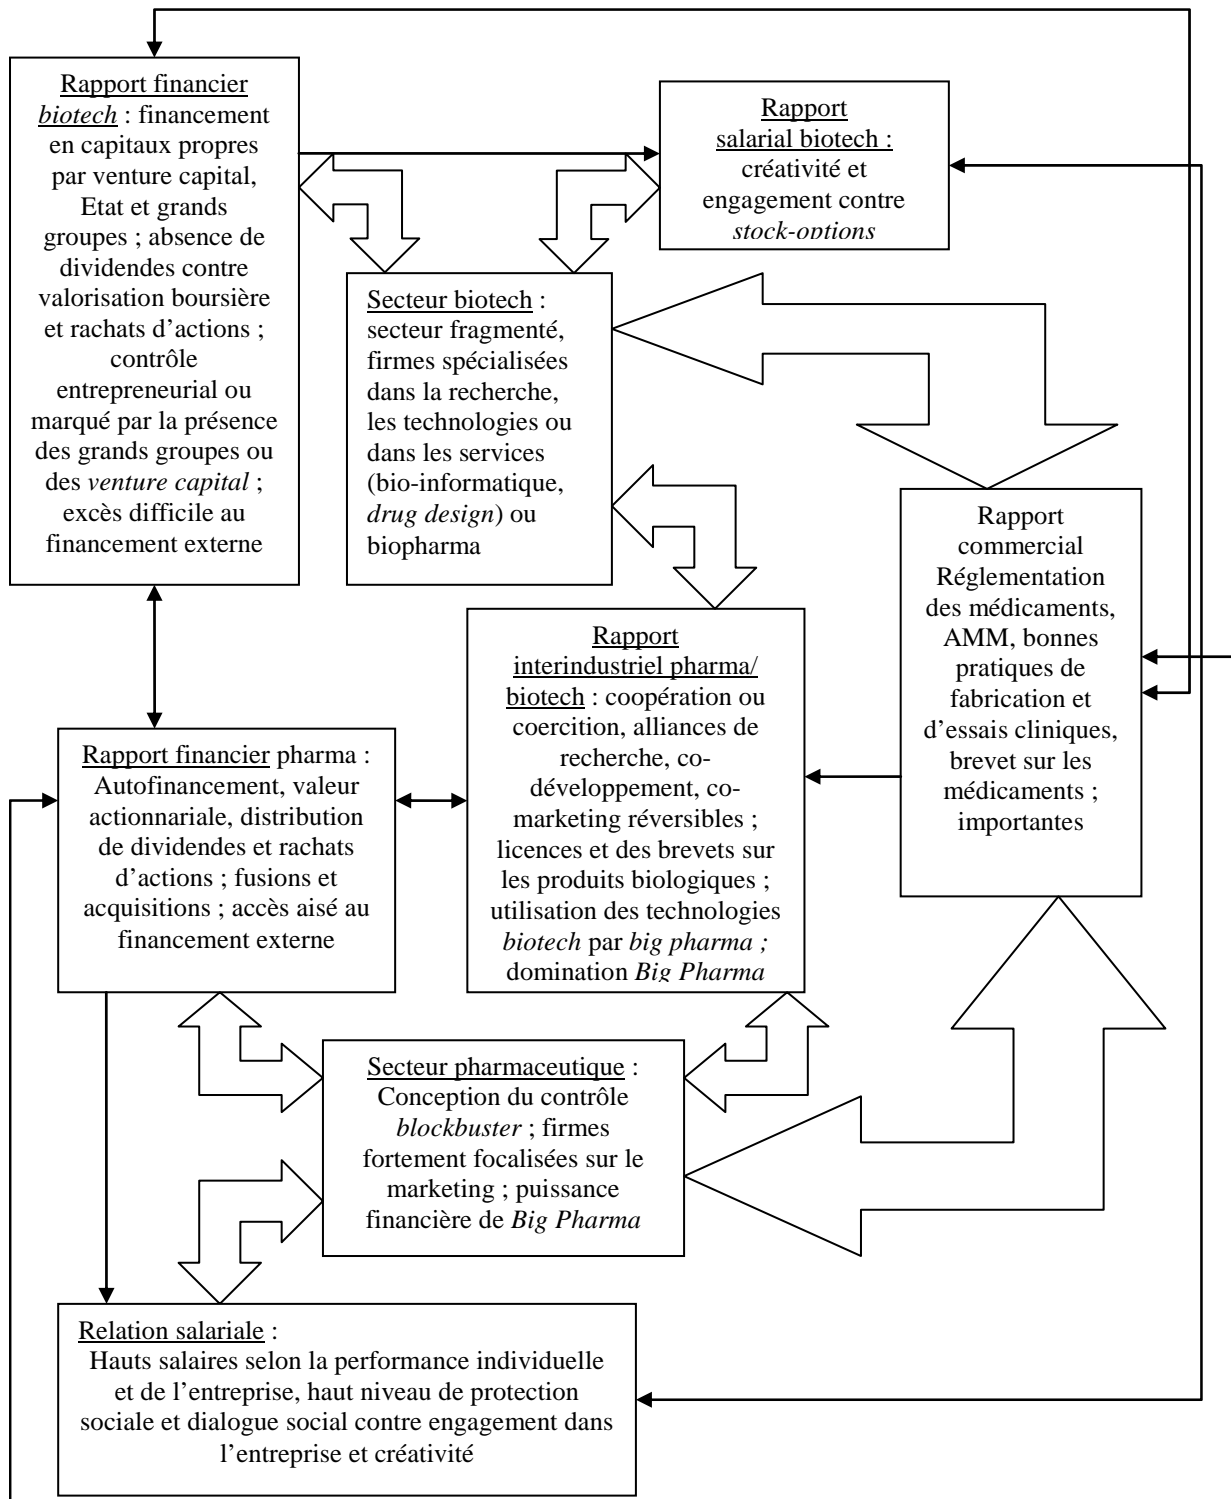 Rapport financier
biotech : financement
en capitaux propres
par venture capital,
Etat et grands
groupes ; absence de
dividendes contre
valorisation boursière
et rachats d'actions ;
contrôle
entrepreneurial ou
marqué par la présence
des grands groupes ou
des venture capital ;
excès difficile au
financement externe
Rapport
salarial biotech :
créativité et
engagement contre
stock-options
Secteur biotech :
secteur fragmenté,
firmes spécialisées
dans la recherche,
les technologies ou
dans les services
(bio-informatique,
drug design) ou
biopharma
Rapport
commercial
Réglementation
des médicaments,
AMM, bonnes
pratiques de
fabrication et
d'essais cliniques,
brevet sur les
médicaments ;
importantes
Rapport
interindustriel pharma/
biotech : coopération ou
coercition, alliances de
recherche, co-
développement, co-
marketing réversibles ;
licences et des brevets sur
les produits biologiques ;
utilisation des technologies
biotech par big pharma ;
domination Big Pharma
Rapport financier pharma :
Autofinancement, valeur
actionnariale, distribution
de dividendes et rachats
d'actions ; fusions et
acquisitions ; accès aisé au
financement externe
Secteur pharmaceutique :
Conception du contrôle
blockbuster ; firmes
fortement focalisées sur le
marketing ; puissance
financière de Big Pharma
Relation salariale :
Hauts salaires selon la performance individuelle
et de l'entreprise, haut niveau de protection
sociale et dialogue social contre engagement dans
l'entreprise et créativité